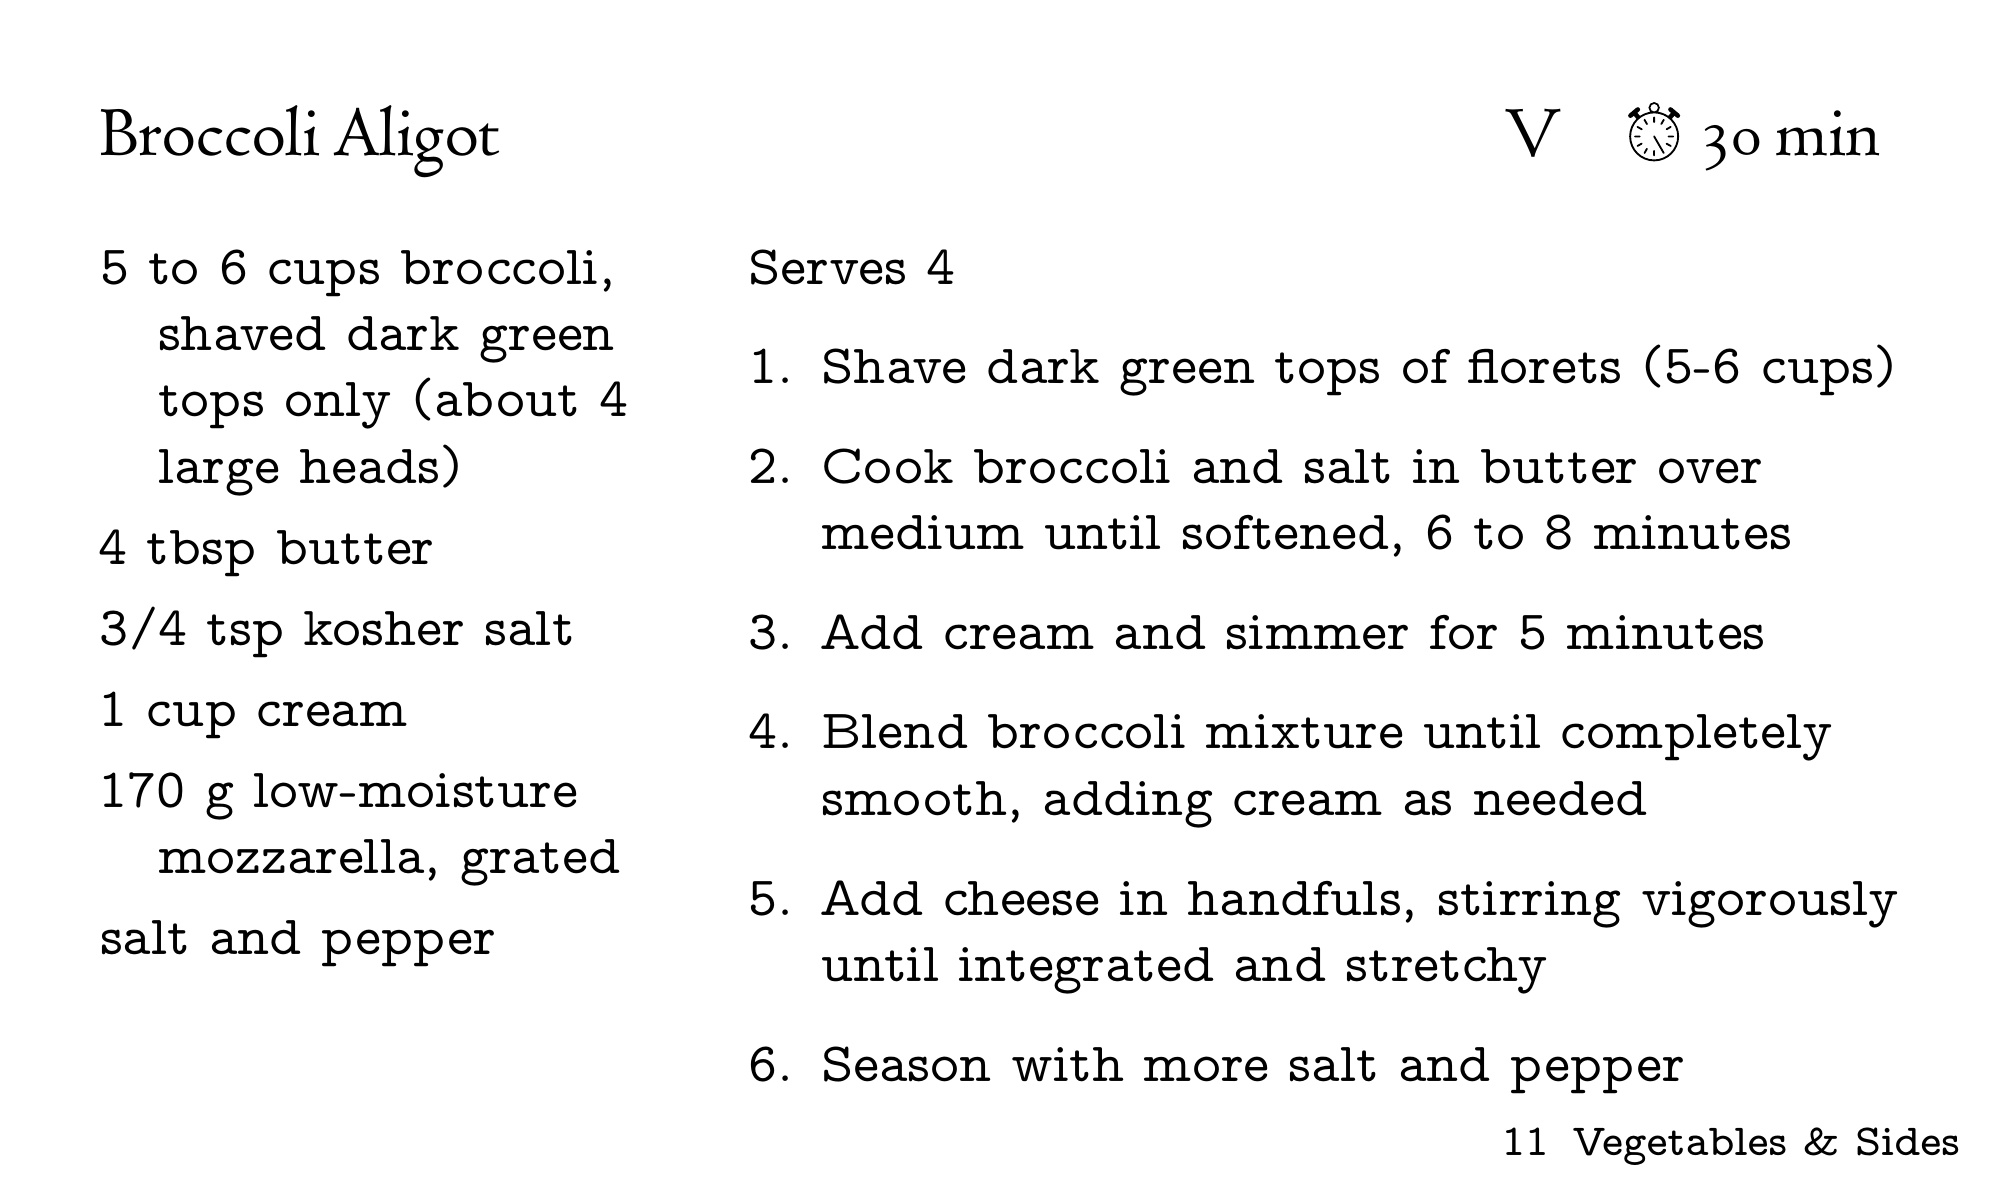 Broccoli Aligot
V 30 min
5 to 6 cups broccoli,
shaved dark green
tops only (about 4
large heads)
4 tbsp butter
3/4 tsp kosher salt
1 cup cream
170 g low-moisture
mozzarella, grated
salt and pepper
Serves 4
1. Shave dark green tops of florets (5-6 cups)
2. Cook broccoli and salt in butter over
medium until softened, 6 to 8 minutes
3. Add cream and simmer for 5 minutes
4. Blend broccoli mixture until completely
smooth, adding cream as needed
5. Add cheese in handfuls, stirring vigorously
until integrated and stretchy
6. Season with more salt and pepper
11 Vegetables & Sides